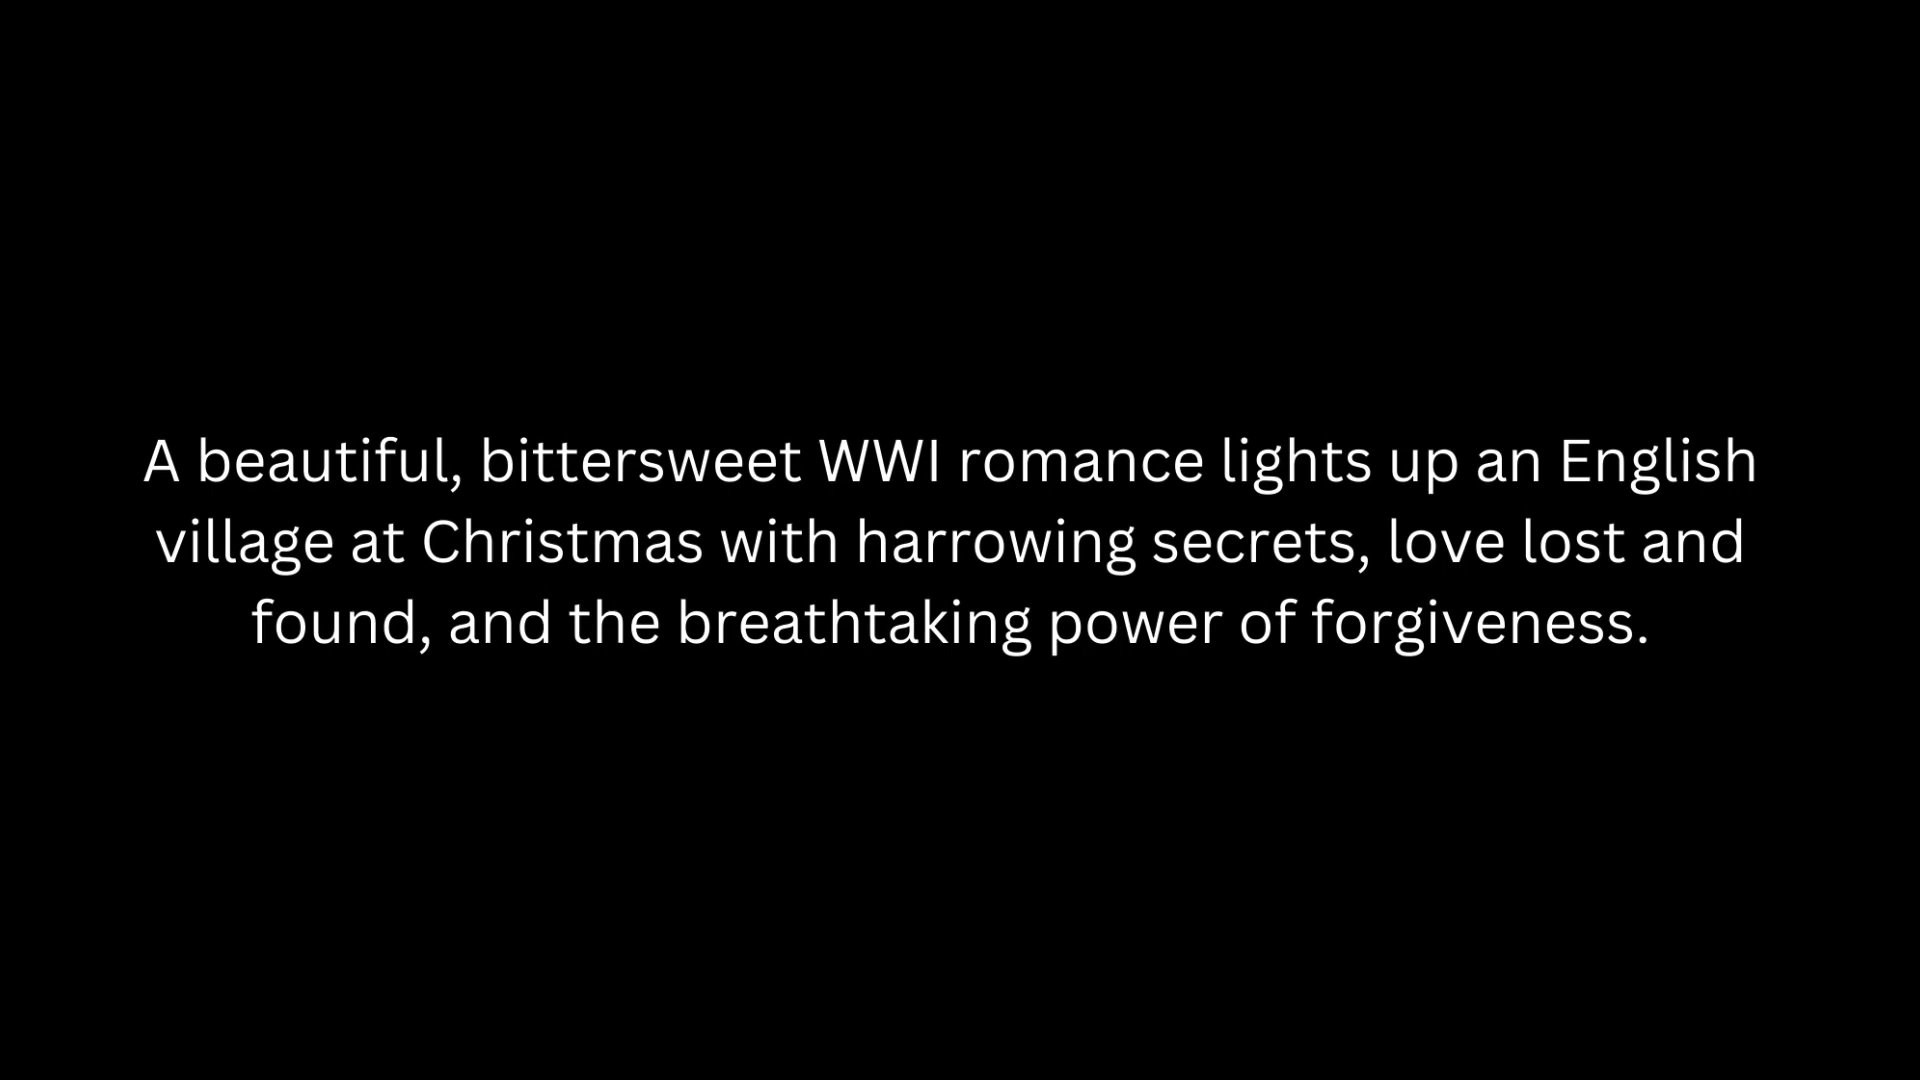 A beautiful, bittersweet WWI romance lights up an English
village at Christmas with harrowing secrets, love lost and
found, and the breathtaking power of forgiveness.